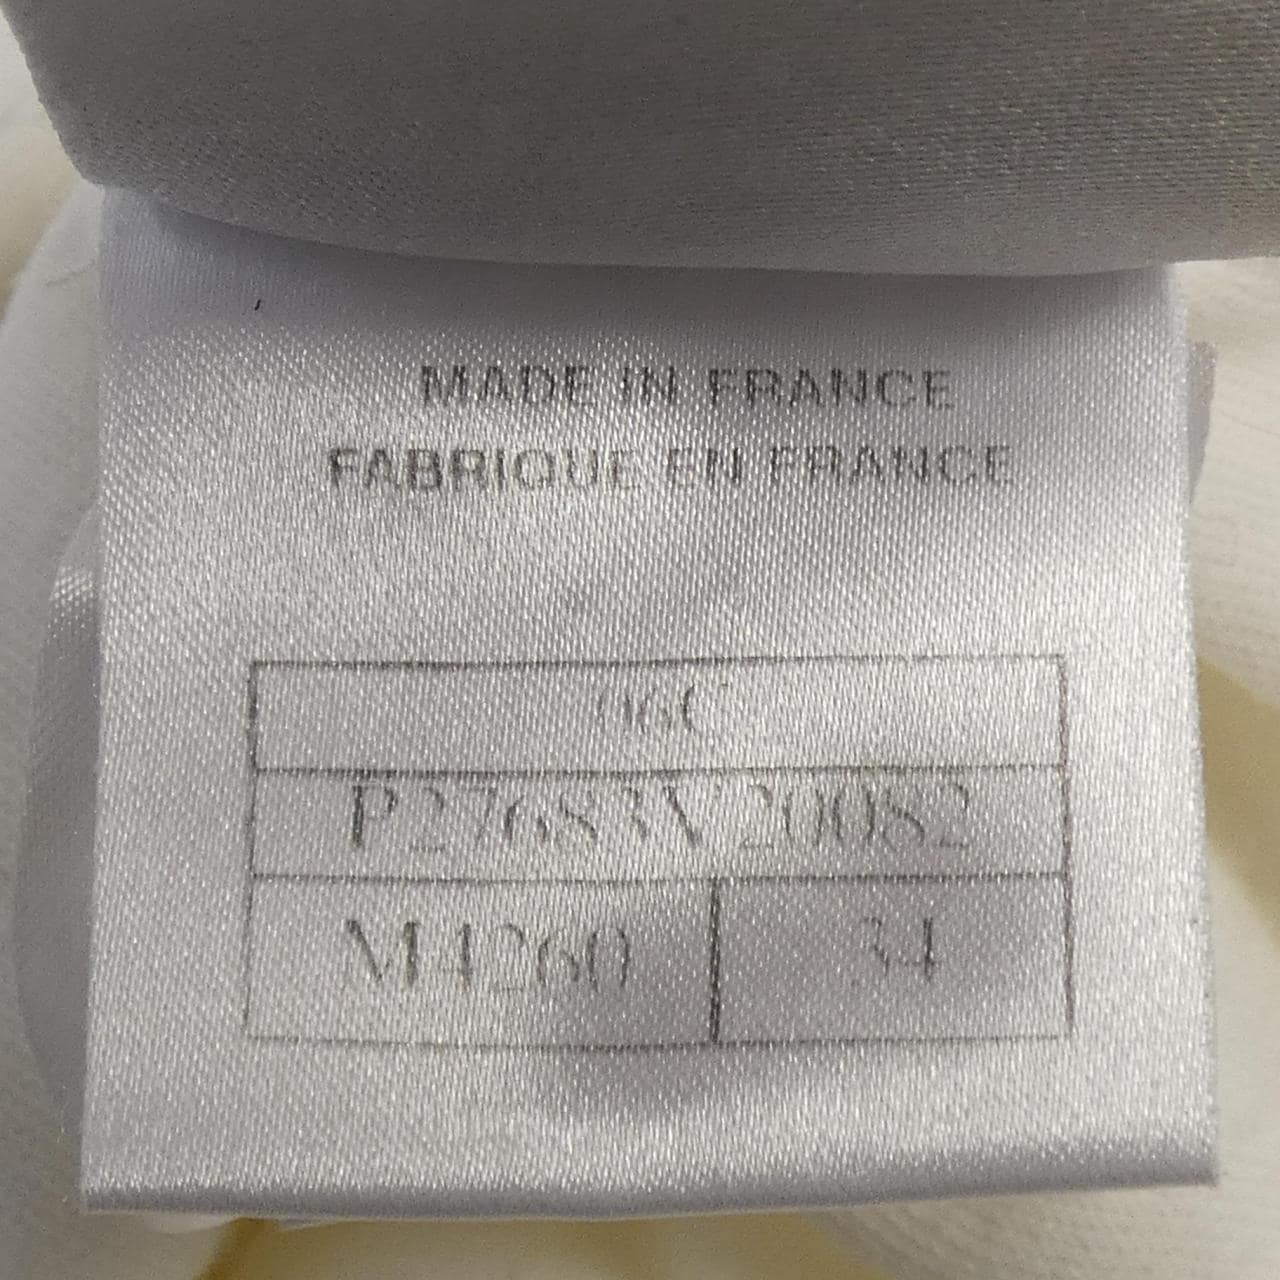 MADE IN FRANCE
FABRIQUE EN FRANCE
06C
P27683V20082
M4260 34